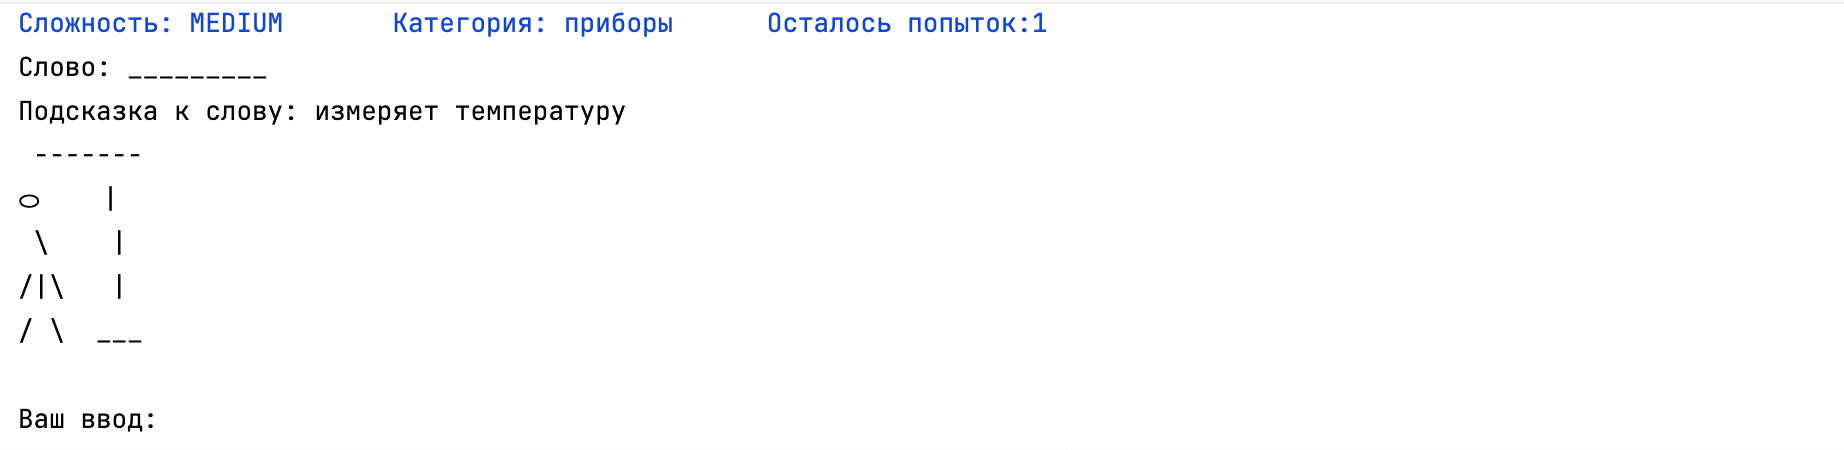 Сложность: MEDIUM       Категория: приборы      Осталось попыток:1
Слово: _________
Подсказка к слову: измеряет температуру
 -------
o    |
 \    |
/|\   |
/ \  ___
Ваш ввод: